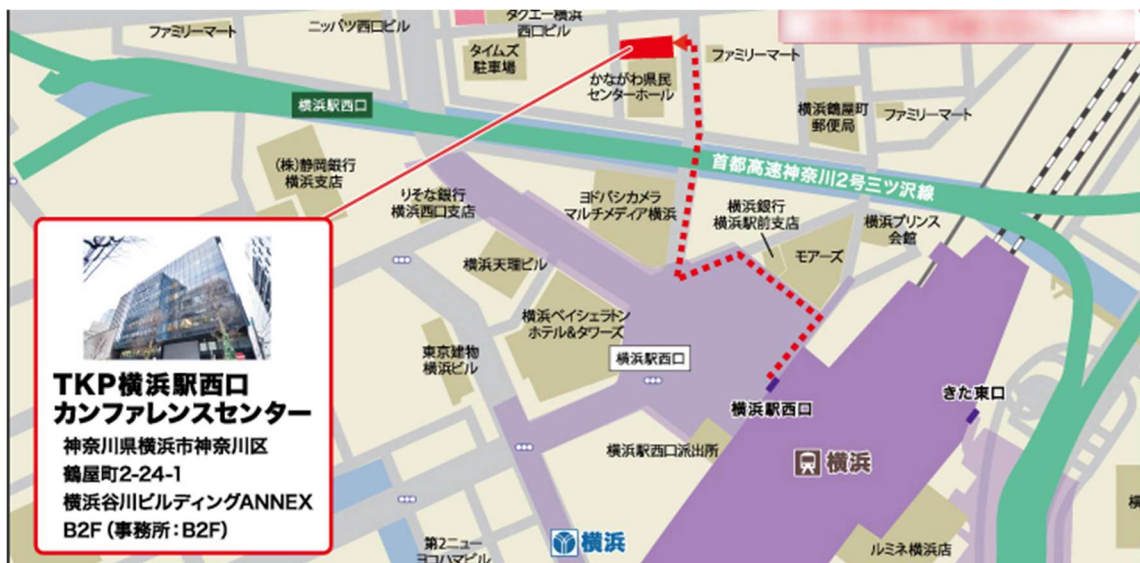 ファミリーマート
ニッパツ西口ビル
タクエー横浜
西口ビル
タイムズ
駐車場
かながわ県民
センターホール
ファミリーマート
横浜鶴屋町
郵便局
ファミリーマート
横浜駅西口
首都高速神奈川2号三ツ沢線
(株)静岡銀行
横浜支店
りそな銀行
横浜西口支店
ヨドバシカメラ
マルチメディア横浜
横浜銀行
横浜駅前支店
横浜プリンス
会館
モアーズ
横浜天理ビル
横浜ベイシェラトン
ホテル&タワーズ
東京建物
横浜ビル
横浜駅西口
横浜駅西口
きた東口
横浜駅西口派出所
横浜
横浜
第2ニュー
ヨコハマビル
ルミネ横浜店
横
TKP横浜駅西口
カンファレンスセンター
神奈川県横浜市神奈川区
鶴屋町2-24-1
横浜谷川ビルディングANNEX
B2F (事務所:B2F)